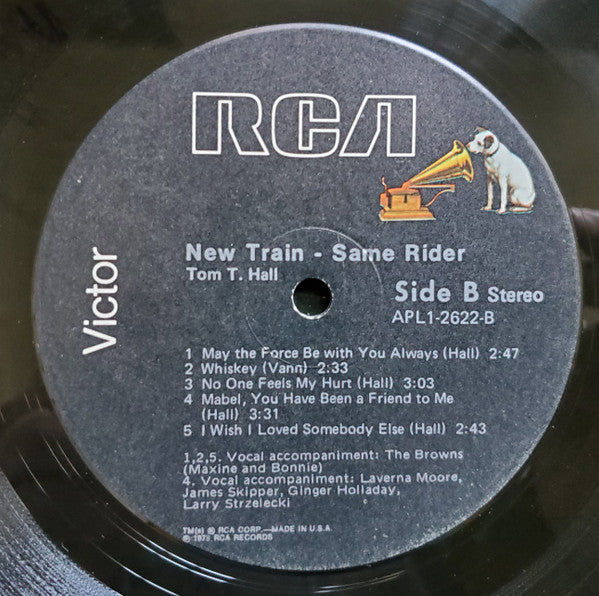 RCA
Victor
New Train - Same Rider
Tom T. Hall
Side B Stereo
APL1-2622-B
1 May the Force Be with You Always (Hall) 2:47
2 Whiskey (Vann) 2:33
3 No One Feels My Hurt (Hall) 3:03
4 Mabel, You Have Been a Friend to Me
(Hall) 3:31
5 I Wish I Loved Somebody Else (Hall) 2:43
1,2,5. Vocal accompaniment: The Browns
(Maxine and Bonnie)
4. Vocal accompaniment: Laverna Moore,
James Skipper, Ginger Holladay,
Larry Strzelecki
TM(s) ® RCA CORP.—MADE IN U.S.A.
℗ 1978 RCA RECORDS